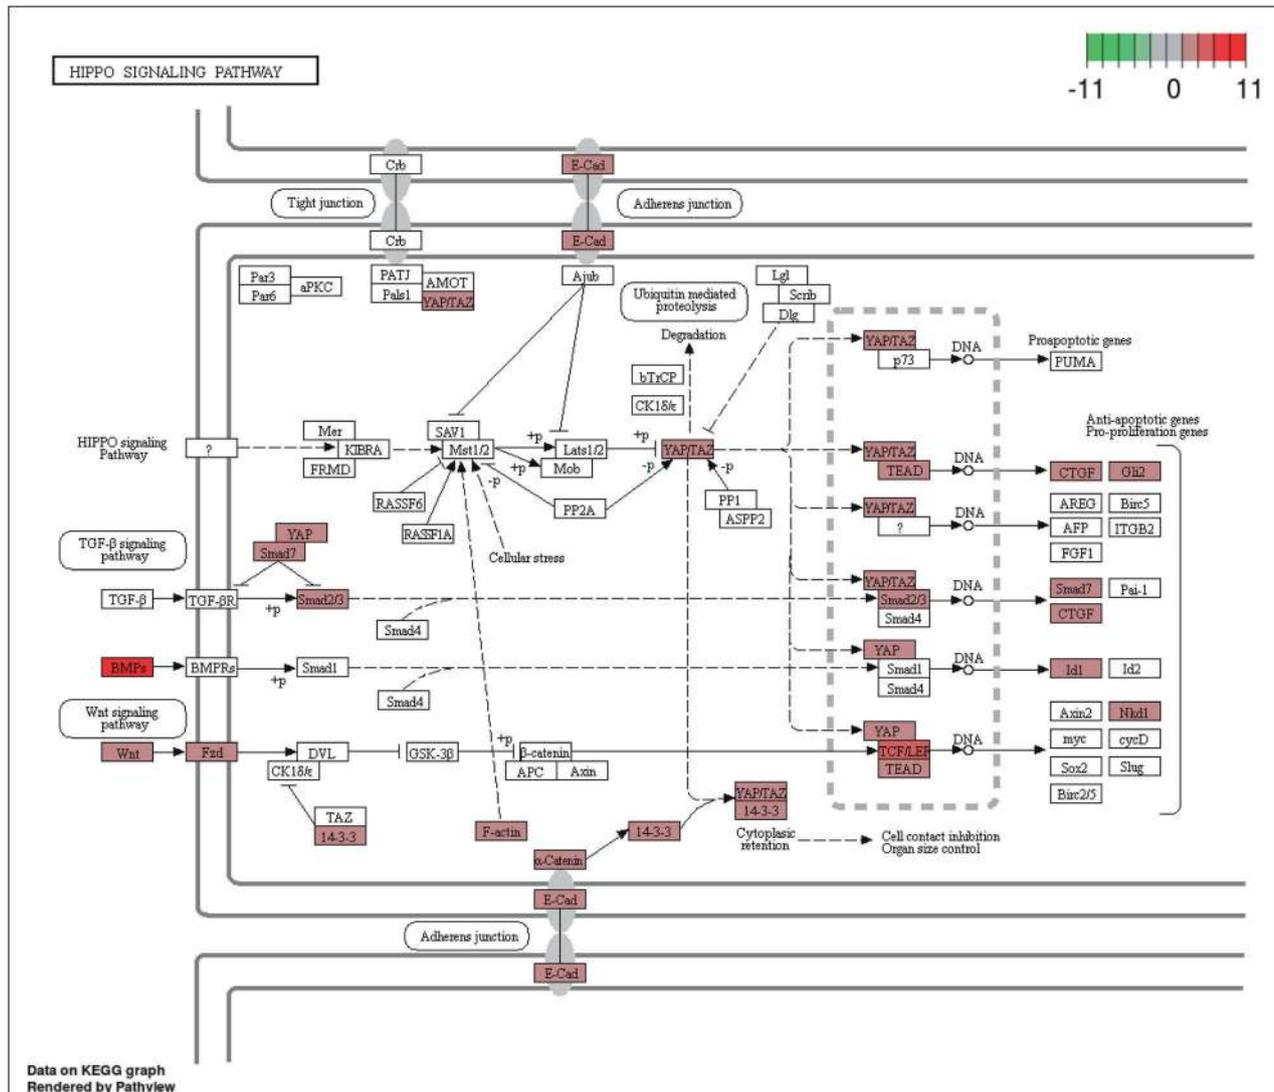 HIPPO SIGNALING PATHWAY
-11 0 11
Crb
E-Cad
Tight junction
Adherens junction
Crb
E-Cad
Par3
Par6
aPKC
PATJ
Pals1
AMOT
YAP/TAZ
Ajub
Ubiquitin mediated
proteolysis
Lgl
Scrib
Dlg
Degradation
bTrCP
CK1δ/ε
YAP/TAZ
p73
DNA
Proapoptotic genes
PUMA
Anti-apoptotic genes
Pro-proliferation genes
HIPPO signaling
Pathway
?
Mer
KIBRA
FRMD
SAV1
Mst1/2
+p
+p
-p
Lats1/2
Mob
+p
YAP/TAZ
-p
-p
RASSF6
RASSF1A
PP2A
PP1
ASPP2
Cellular stress
YAP/TAZ
TEAD
DNA
CTGF
Gli2
YAP/TAZ
?
DNA
AREG
Birc5
AFP
ITGB2
FGF1
TGF-β signaling
pathway
YAP
Smad7
TGF-β
TGF-βR
+p
Smad2/3
Smad4
YAP/TAZ
Smad2/3
Smad4
DNA
Smad7
Pai-1
CTGF
BMPs
BMPRs
+p
Smad1
Smad4
YAP
Smad1
Smad4
DNA
Id1
Id2
Wnt signaling
pathway
Wnt
Fzd
DVL
CK1δ/ε
GSK-3β
+p
β-catenin
APC
Axin
YAP
TCF/LEF
TEAD
DNA
Axin2
Nkd1
myc
cycD
Sox2
Slug
Birc2/5
TAZ
14-3-3
F-actin
14-3-3
YAP/TAZ
14-3-3
α-Catenin
Cytoplasic
retention
Cell contact inhibition
Organ size control
E-Cad
Adherens junction
E-Cad
Data on KEGG graph
Rendered by Pathview